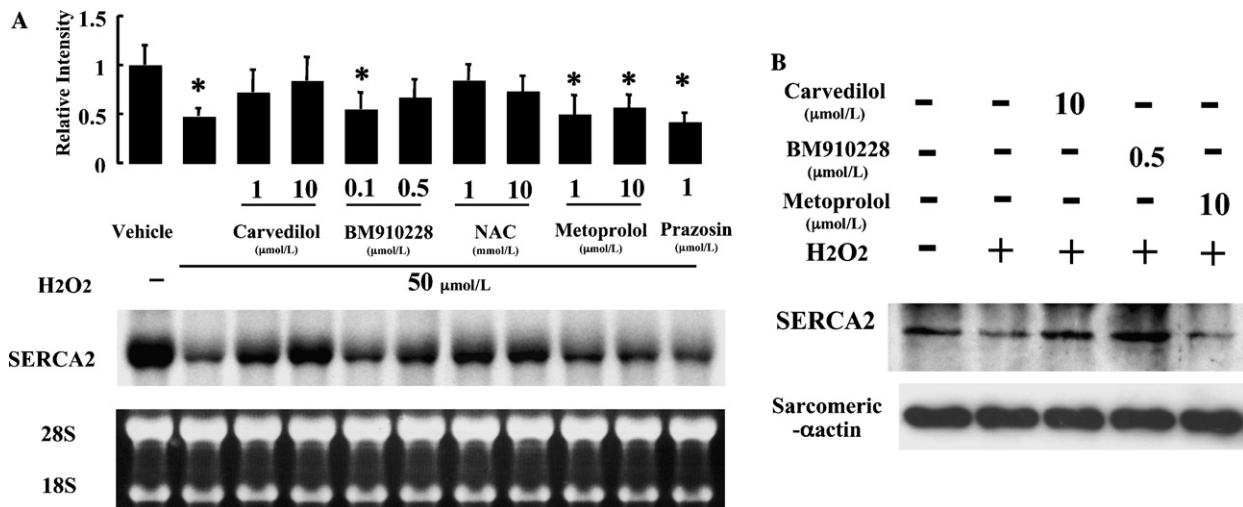 A
1.5
1
0.5
0
Relative Intensity
*
*
*
*
*
1 10 0.1 0.5 1 10 1 10 1
Vehicle Carvedilol BM910228 NAC Metoprolol Prazosin
(μmol/L) (μmol/L) (mmol/L) (μmol/L) (μmol/L)
H2O2 – 50 μmol/L
SERCA2
28S
18S
B
Carvedilol – – 10 – –
(μmol/L)
BM910228 – – – 0.5 –
(μmol/L)
Metoprolol – – – – 10
(μmol/L)
H2O2 – + + + +
SERCA2
Sarcomeric
-αactin